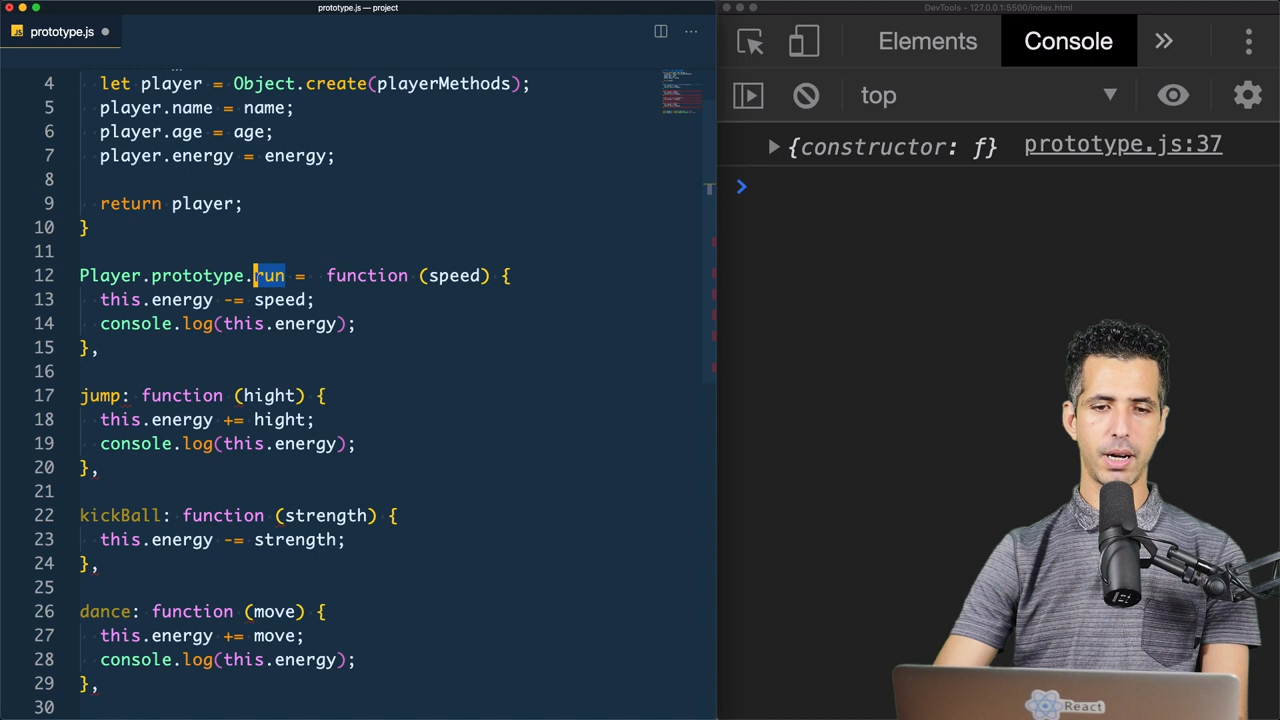 prototype.js — project
DevTools - 127.0.0.1:5500/index.html
JS prototype.js
Elements
Console
top
{constructor: ƒ}
prototype.js:37
4 let player = Object.create(playerMethods);
5 player.name = name;
6 player.age = age;
7 player.energy = energy;
8
9 return player;
10 }
11
12 Player.prototype.run =  function (speed) {
13 this.energy -= speed;
14 console.log(this.energy);
15 },
16
17 jump: function (hight) {
18 this.energy += hight;
19 console.log(this.energy);
20 },
21
22 kickBall: function (strength) {
23 this.energy -= strength;
24 },
25
26 dance: function (move) {
27 this.energy += move;
28 console.log(this.energy);
29 },
30
React